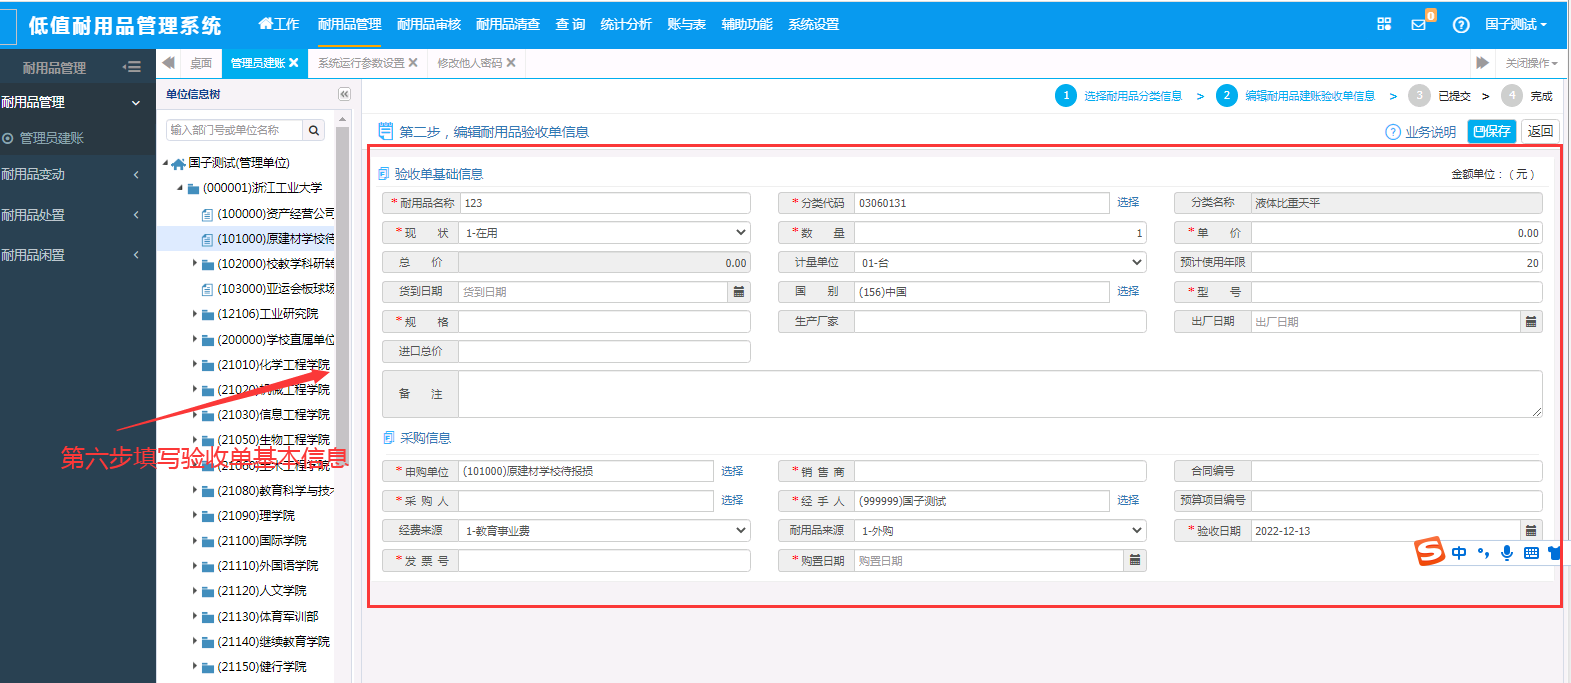 低值耐用品管理系统 工作 耐用品管理 耐用品审核 耐用品清查 查 询 统计分析 账与表 辅助功能 系统设置 0 国子测试
耐用品管理 桌面 管理员建账 系统运行参数设置 修改他人密码 关闭操作
耐用品管理
管理员建账
耐用品变动
耐用品处置
耐用品闲置
单位信息树
输入部门号或单位名称
国子测试(管理单位)
(000001)浙江工业大学
(100000)资产经营公司
(101000)原建材学校待
(102000)校教学科研转
(103000)亚运会板球场
(12106)工业研究院
(200000)学校直属单位
(21010)化学工程学院
(21020)机械工程学院
(21030)信息工程学院
(21050)生物工程学院
(21060)土木工程学院
(21080)教育科学与技术
(21090)理学院
(21100)国际学院
(21110)外国语学院
(21120)人文学院
(21130)体育军训部
(21140)继续教育学院
(21150)健行学院
第六步填写验收单基本信息
1 选择耐用品分类信息 > 2 编辑耐用品建账验收单信息 > 3 已提交 > 4 完成
第二步，编辑耐用品验收单信息 业务说明 保存 返回
验收单基础信息 金额单位：（元）
*耐用品名称 123 *分类代码 03060131 选择 分类名称 液体比重天平
*现 状 1-在用 *数 量 1 *单 价 0.00
总 价 0.00 计量单位 01-台 预计使用年限 20
货到日期 货到日期 国 别 (156)中国 选择 *型 号
*规 格 生产厂家 出厂日期 出厂日期
进口总价
备 注
采购信息
*申购单位 (101000)原建材学校待报损 选择 *销 售 商 合同编号
*采 购 人 选择 *经 手 人 (999999)国子测试 选择 预算项目编号
经费来源 1-教育事业费 耐用品来源 1-外购 *验收日期 2022-12-13
*发 票 号 *购置日期 购置日期
中